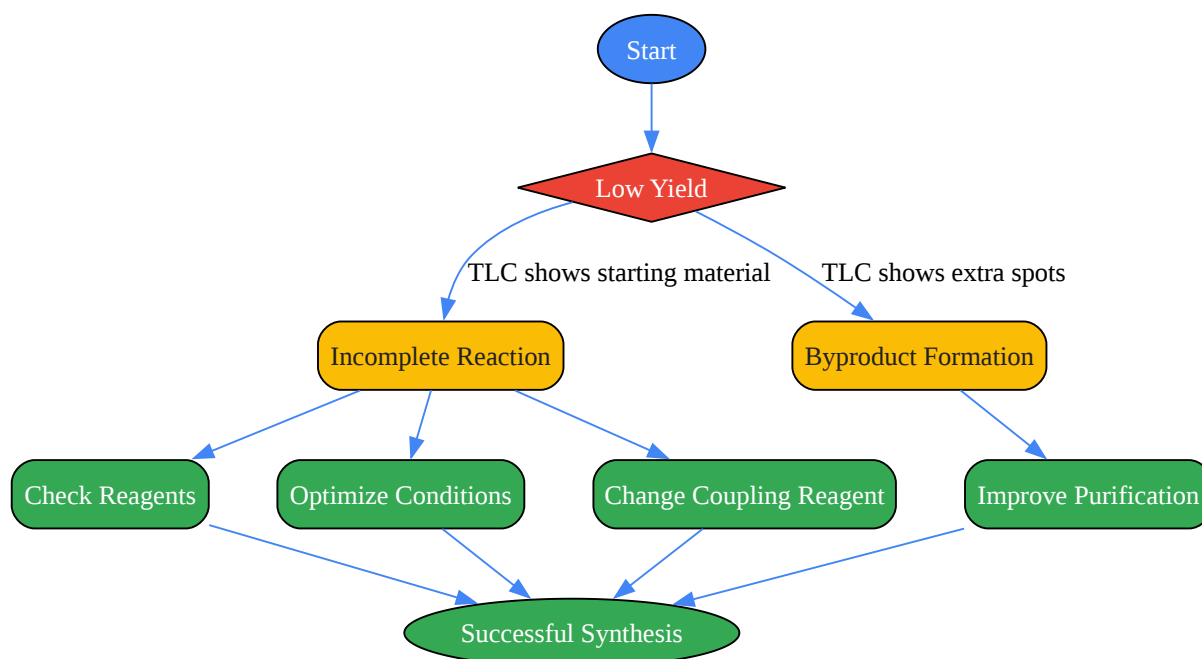 Start
Low Yield
TLC shows starting material
TLC shows extra spots
Incomplete Reaction
Byproduct Formation
Check Reagents
Optimize Conditions
Change Coupling Reagent
Improve Purification
Successful Synthesis